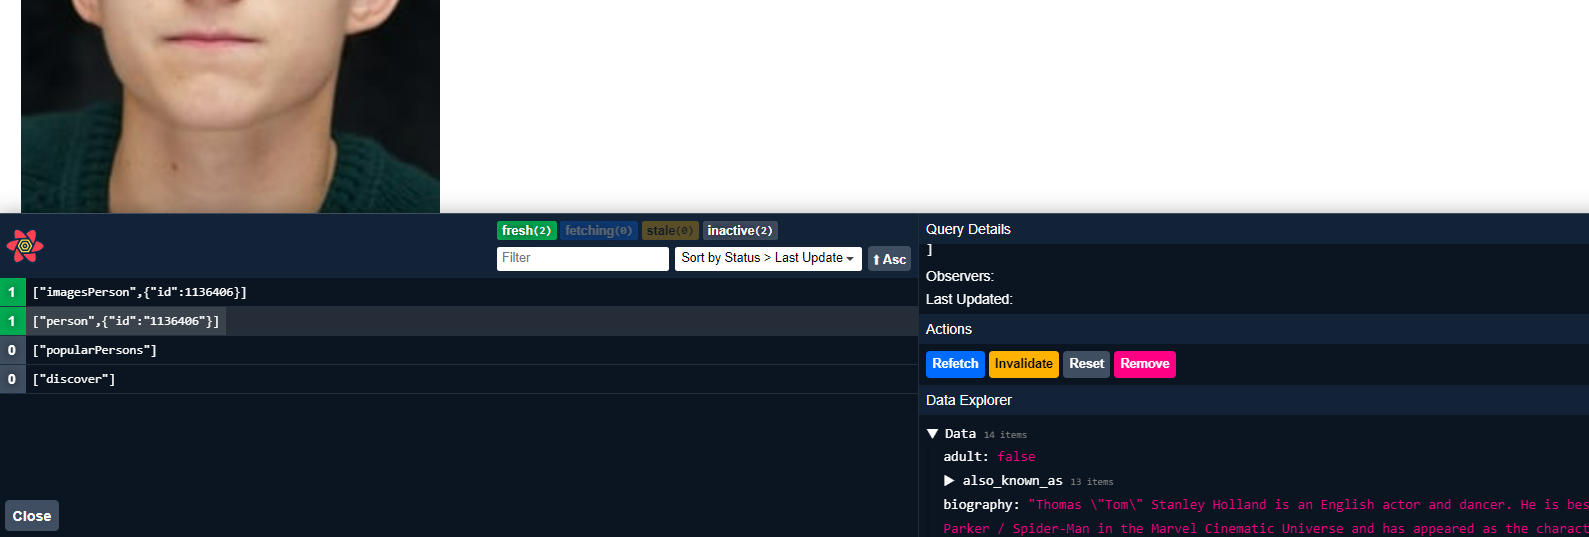 fresh(2) fetching(0) stale(0) inactive(2)
Filter Sort by Status > Last Update ⬆ Asc
1 ["imagesPerson",{"id":1136406}]
1 ["person",{"id":"1136406"}]
0 ["popularPersons"]
0 ["discover"]
Close
Query Details
]
Observers:
Last Updated:
Actions
Refetch Invalidate Reset Remove
Data Explorer
▼ Data 14 items
adult: false
▶ also_known_as 13 items
biography: "Thomas \"Tom\" Stanley Holland is an English actor and dancer. He is bes
Parker / Spider-Man in the Marvel Cinematic Universe and has appeared as the charact